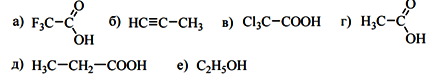 а) F₃C—C(=O)OH б) HC≡C—CH₃ в) Cl₃C—COOH г) H₃C—C(=O)OH
д) H₃C—CH₂—COOH е) C₂H₅OH